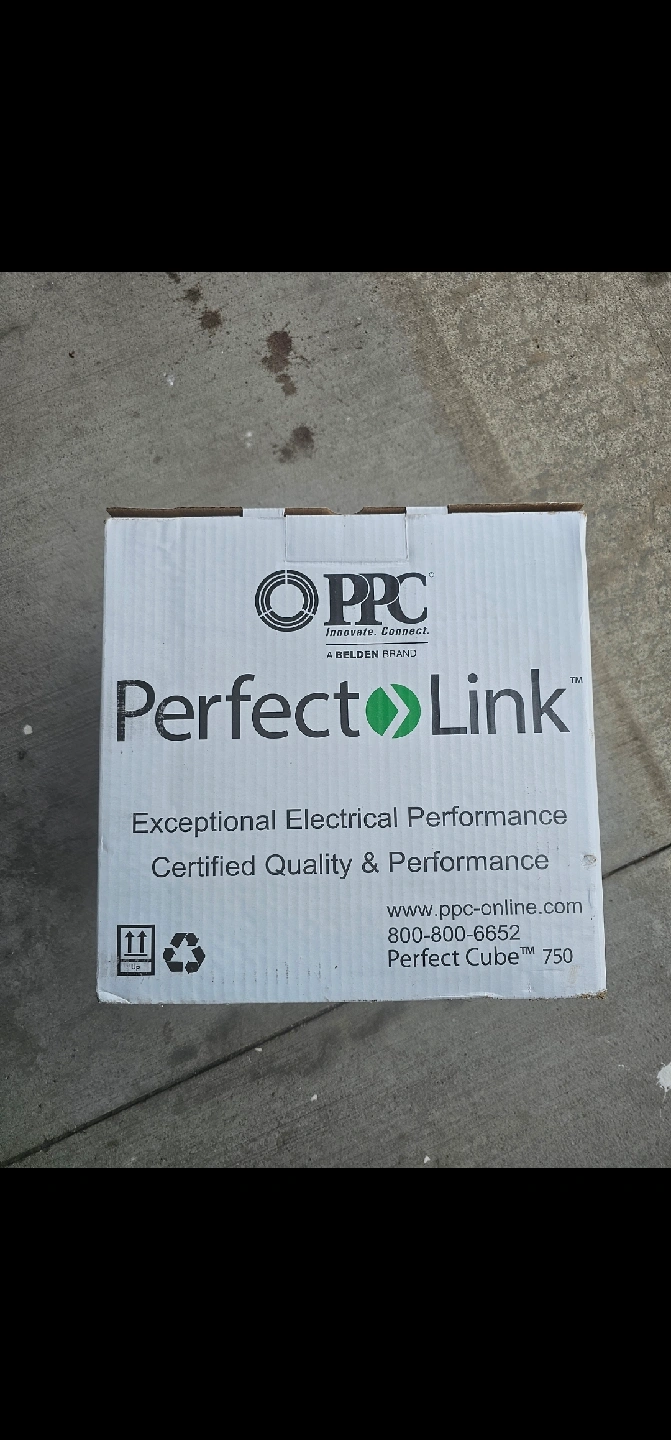 PPC®
Innovate. Connect.
A BELDEN BRAND
Perfect Link™
Exceptional Electrical Performance
Certified Quality & Performance
www.ppc-online.com
800-800-6652
Perfect Cube™ 750
Up